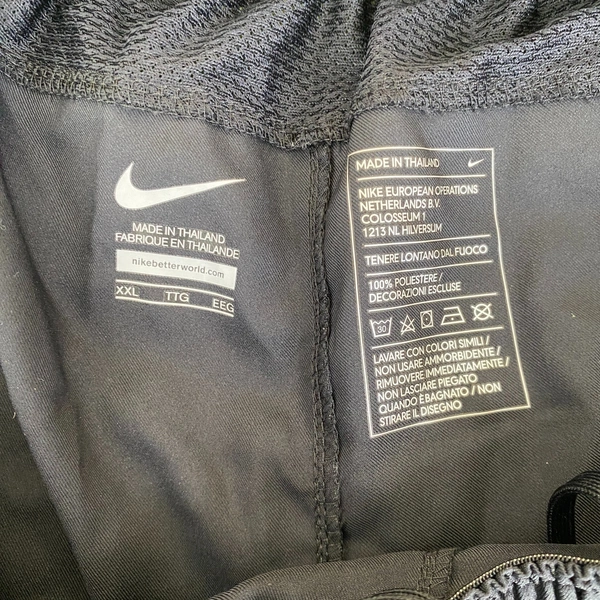 MADE IN THAILAND
FABRIQUE EN THAILANDE
nikebetterworld.com
XXL TTG EEG
MADE IN THAILAND
NIKE EUROPEAN OPERATIONS
NETHERLANDS B.V.
COLOSSEUM 1
1213 NL HILVERSUM
TENERE LONTANO DAL FUOCO
100% POLIESTERE /
DECORAZIONI ESCLUSE
30
LAVARE CON COLORI SIMILI /
NON USARE AMMORBIDENTE /
RIMUOVERE IMMEDIATAMENTE /
NON LASCIARE PIEGATO
QUANDO È BAGNATO / NON
STIRARE IL DISEGNO